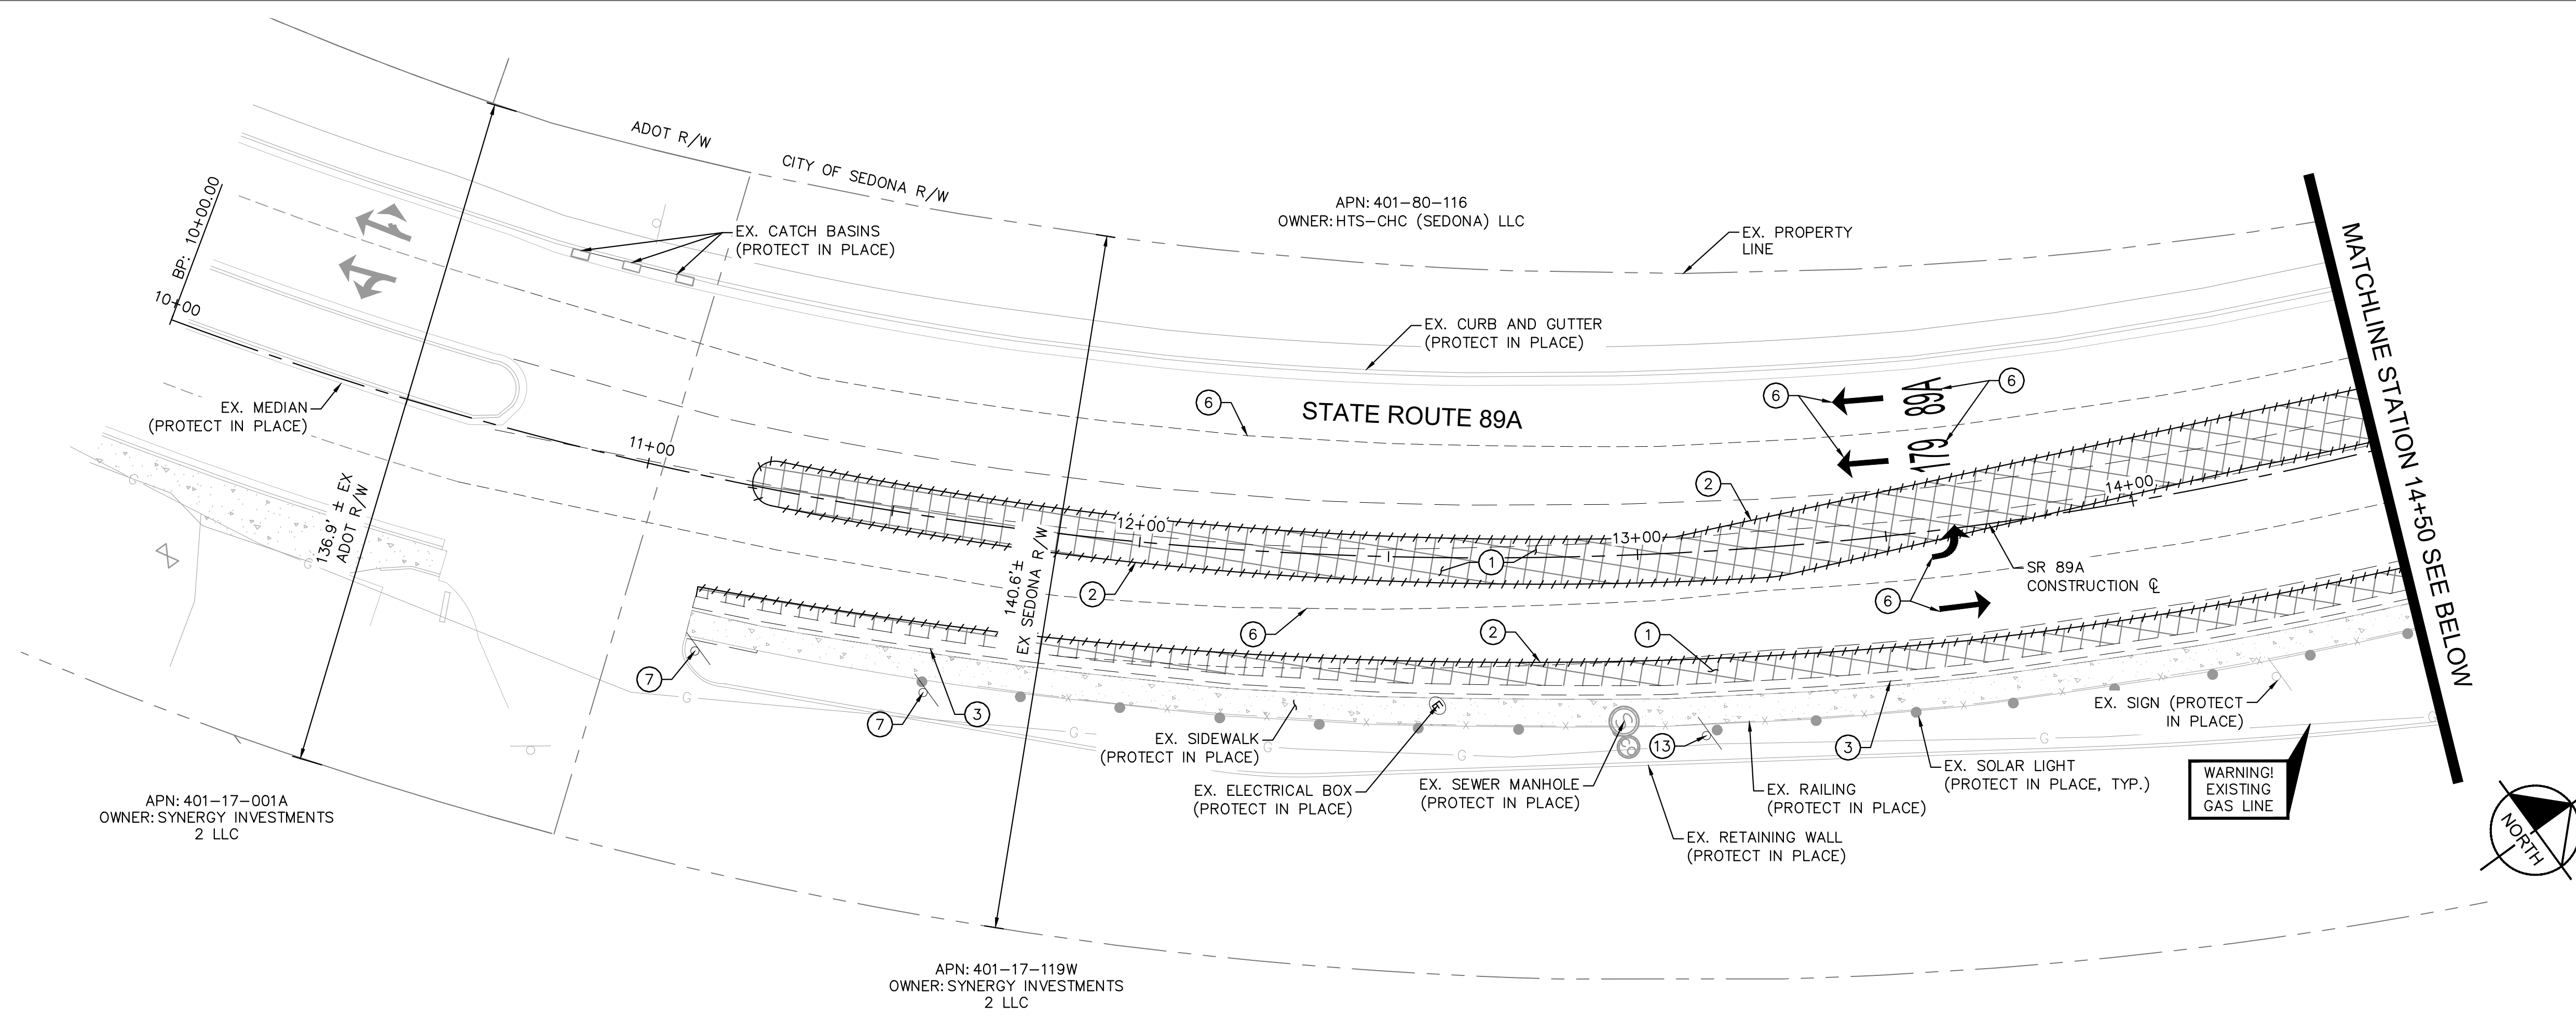 ADOT R/W
CITY OF SEDONA R/W
APN: 401-80-116
OWNER: HTS-CHC (SEDONA) LLC
EX. CATCH BASINS
(PROTECT IN PLACE)
EX. PROPERTY
LINE
BP: 10+00.00
10+00
EX. CURB AND GUTTER
(PROTECT IN PLACE)
MATCHLINE STATION 14+50 SEE BELOW
EX. MEDIAN
(PROTECT IN PLACE)
11+00
6
STATE ROUTE 89A
6
89A
6
179
2
14+00
136.9' ± EX
ADOT R/W
12+00
13+00
1
2
140.6'±
EX SEDONA R/W
SR 89A
CONSTRUCTION ℄
6
6
2
1
7
7
3
G
G
G
G
G
G
G
G
E
S
S
13
3
EX. SIDEWALK
(PROTECT IN PLACE)
EX. SIGN (PROTECT
IN PLACE)
EX. ELECTRICAL BOX
(PROTECT IN PLACE)
EX. SEWER MANHOLE
(PROTECT IN PLACE)
EX. RAILING
(PROTECT IN PLACE)
EX. SOLAR LIGHT
(PROTECT IN PLACE, TYP.)
EX. RETAINING WALL
(PROTECT IN PLACE)
WARNING!
EXISTING
GAS LINE
NORTH
APN: 401-17-001A
OWNER: SYNERGY INVESTMENTS
2 LLC
APN: 401-17-119W
OWNER: SYNERGY INVESTMENTS
2 LLC